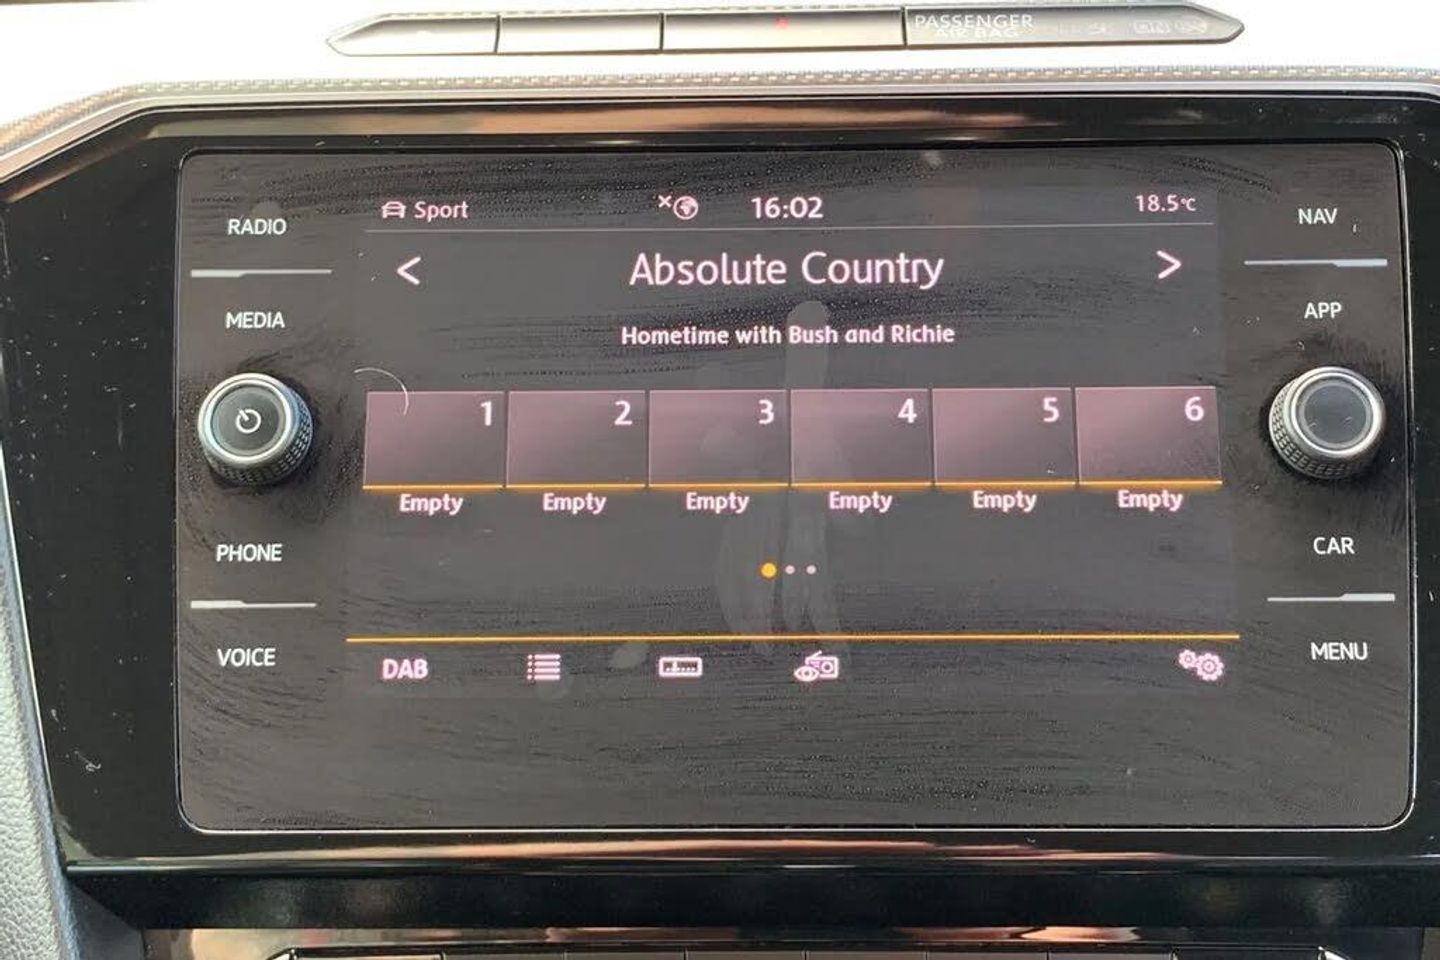 PASSENGER
AIR BAG
RADIO
MEDIA
PHONE
VOICE
Sport
16:02
18.5°C
< Absolute Country >
Hometime with Bush and Richie
1 2 3 4 5 6
Empty Empty Empty Empty Empty Empty
DAB
NAV
APP
CAR
MENU